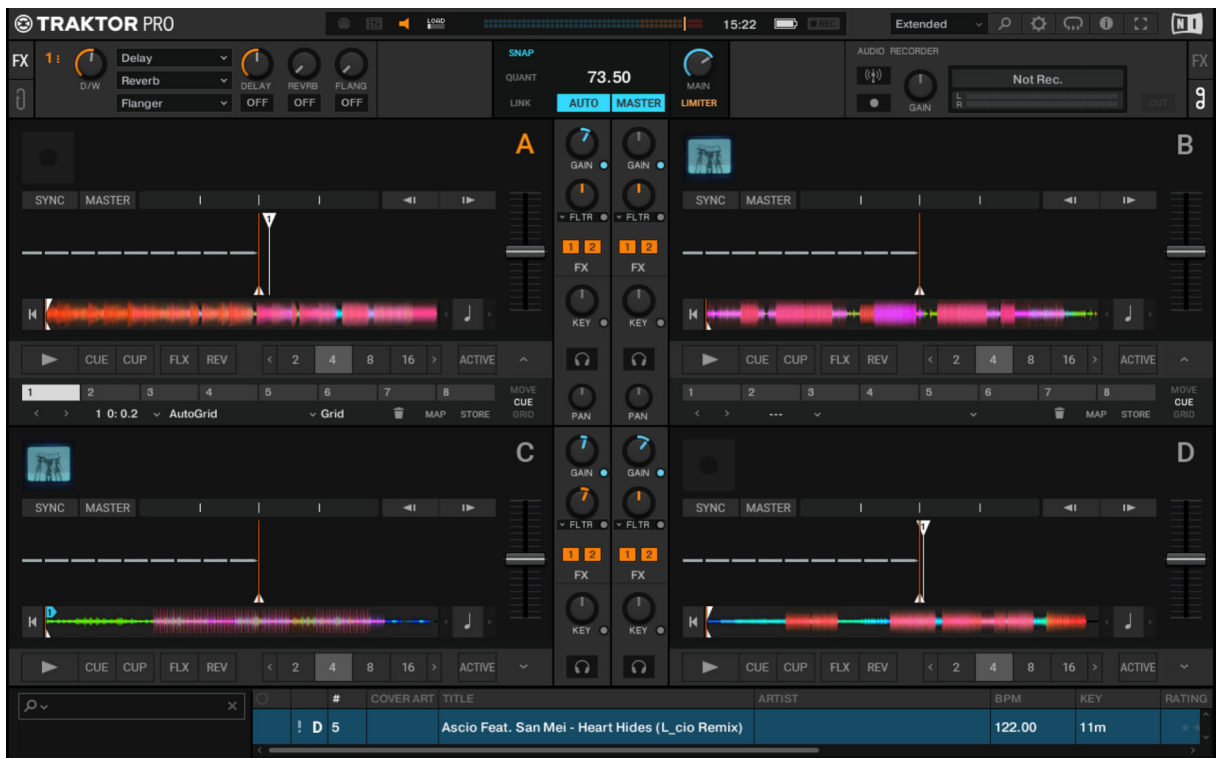 TRAKTOR PRO LOAD 15:22 REC Extended NI
FX 1 D/W Delay Reverb Flanger DELAY OFF REVRB OFF FLANG OFF
SNAP
QUANT 73.50
LINK AUTO MASTER
MAIN
LIMITER
AUDIO RECORDER
GAIN
Not Rec.
L
R
CUT
FX
A
SYNC MASTER
1
CUE CUP FLX REV < 2 4 8 16 > ACTIVE
1 2 3 4 5 6 7 8
< > 1 0: 0.2 AutoGrid Grid MAP STORE
MOVE
CUE
GRID
GAIN GAIN
FLTR FLTR
1 2 1 2
FX FX
KEY KEY
PAN PAN
B
SYNC MASTER
CUE CUP FLX REV < 2 4 8 16 > ACTIVE
1 2 3 4 5 6 7 8
< > --- MAP STORE
MOVE
CUE
GRID
C
SYNC MASTER
1
CUE CUP FLX REV < 2 4 8 16 > ACTIVE
GAIN GAIN
FLTR FLTR
1 2 1 2
FX FX
KEY KEY
D
SYNC MASTER
1
CUE CUP FLX REV < 2 4 8 16 > ACTIVE
# COVER ART TITLE ARTIST BPM KEY RATING
! D 5 Ascio Feat. San Mei - Heart Hides (L_cio Remix) 122.00 11m